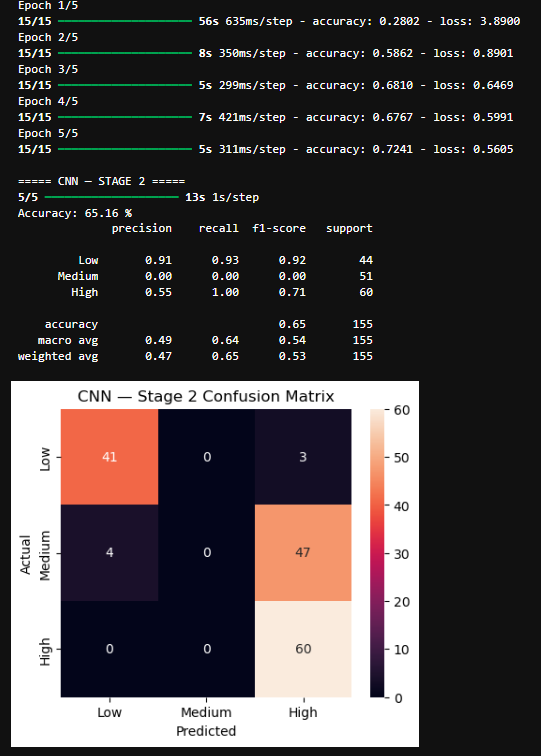 Epoch 1/5
15/15 ━━━━━━━━━━━━━━━━━━━━ 56s 635ms/step - accuracy: 0.2802 - loss: 3.8900
Epoch 2/5
15/15 ━━━━━━━━━━━━━━━━━━━━ 8s 350ms/step - accuracy: 0.5862 - loss: 0.8901
Epoch 3/5
15/15 ━━━━━━━━━━━━━━━━━━━━ 5s 299ms/step - accuracy: 0.6810 - loss: 0.6469
Epoch 4/5
15/15 ━━━━━━━━━━━━━━━━━━━━ 7s 421ms/step - accuracy: 0.6767 - loss: 0.5991
Epoch 5/5
15/15 ━━━━━━━━━━━━━━━━━━━━ 5s 311ms/step - accuracy: 0.7241 - loss: 0.5605
===== CNN — STAGE 2 =====
5/5 ━━━━━━━━━━━━━━━━━━━━ 13s 1s/step
Accuracy: 65.16 %
precision recall f1-score support
Low 0.91 0.93 0.92 44
Medium 0.00 0.00 0.00 51
High 0.55 1.00 0.71 60
accuracy 0.65 155
macro avg 0.49 0.64 0.54 155
weighted avg 0.47 0.65 0.53 155
CNN — Stage 2 Confusion Matrix
60
50
40
30
20
10
0
Actual
Low 41 0 3
Medium 4 0 47
High 0 0 60
Low Medium High
Predicted